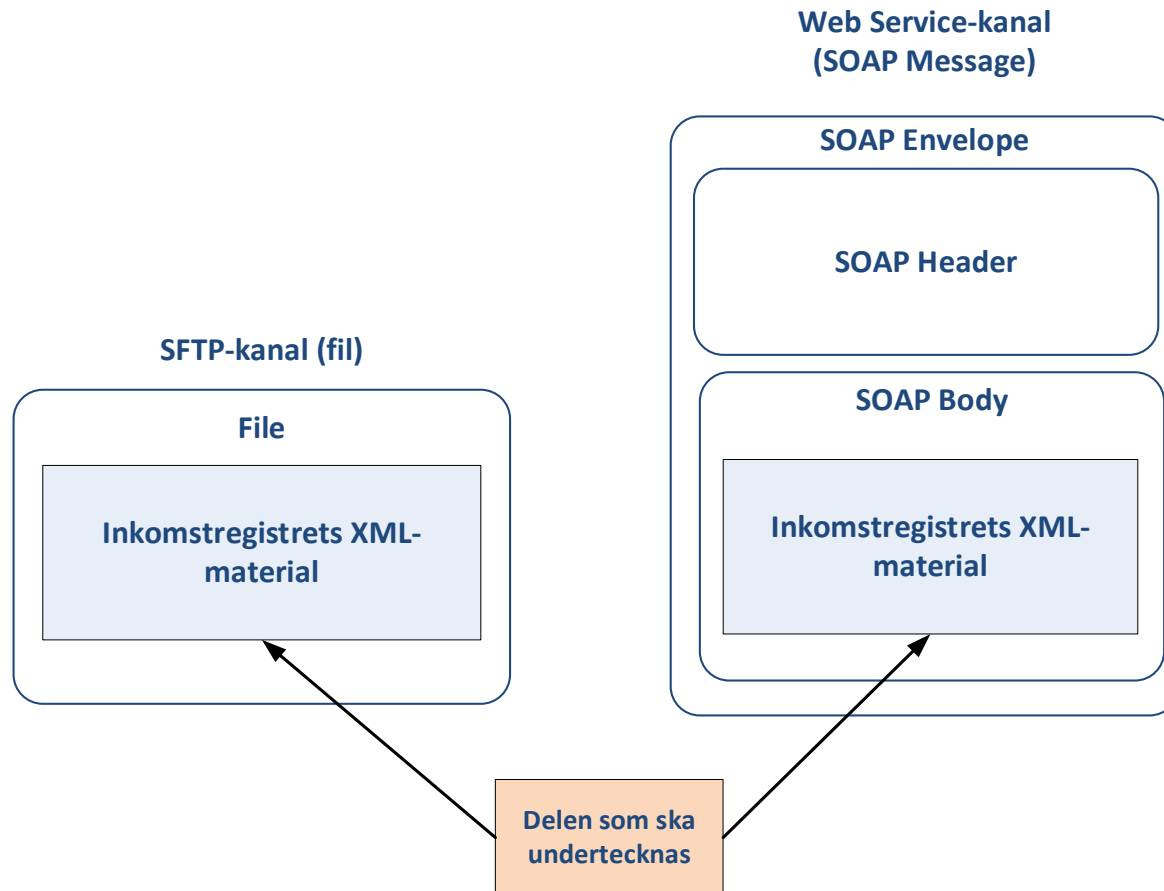 Web Service-kanal
(SOAP Message)
SOAP Envelope
SOAP Header
SFTP-kanal (fil)
File
Inkomstregistrets XML-
material
SOAP Body
Inkomstregistrets XML-
material
Delen som ska
undertecknas